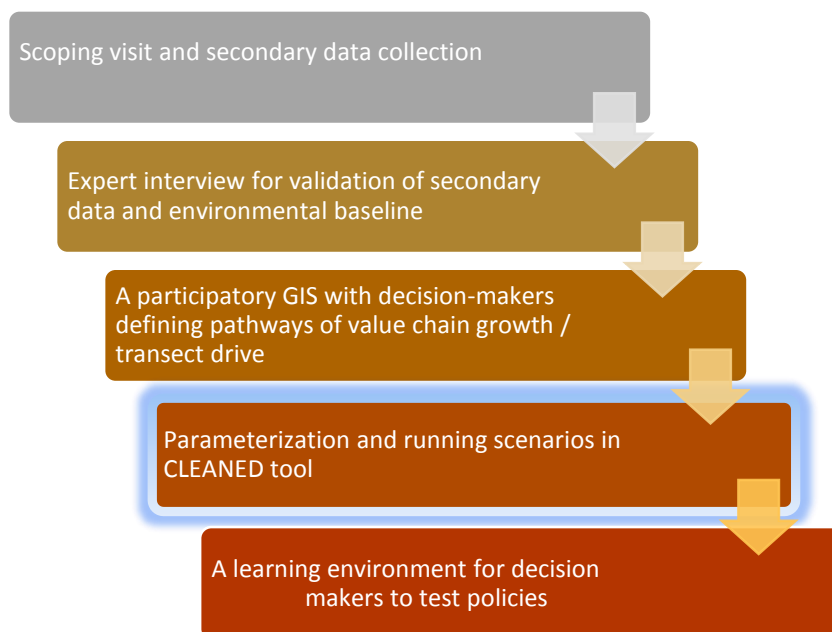 Scoping visit and secondary data collection
Expert interview for validation of secondary
data and environmental baseline
A participatory GIS with decision-makers
defining pathways of value chain growth /
transect drive
Parameterization and running scenarios in
CLEANED tool
A learning environment for decision
makers to test policies